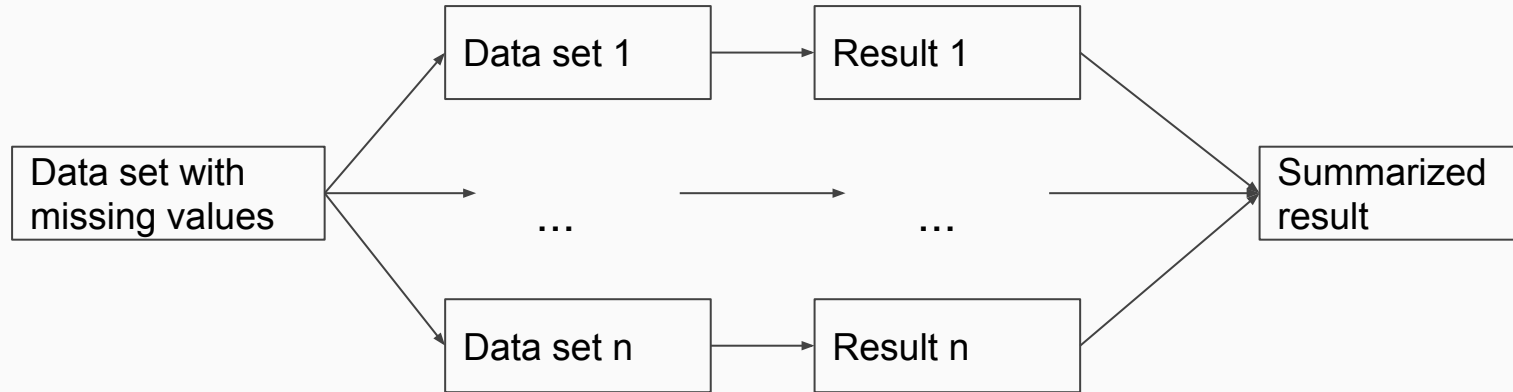 Data set 1
Result 1
Data set with
missing values
...
...
Summarized
result
Data set n
Result n